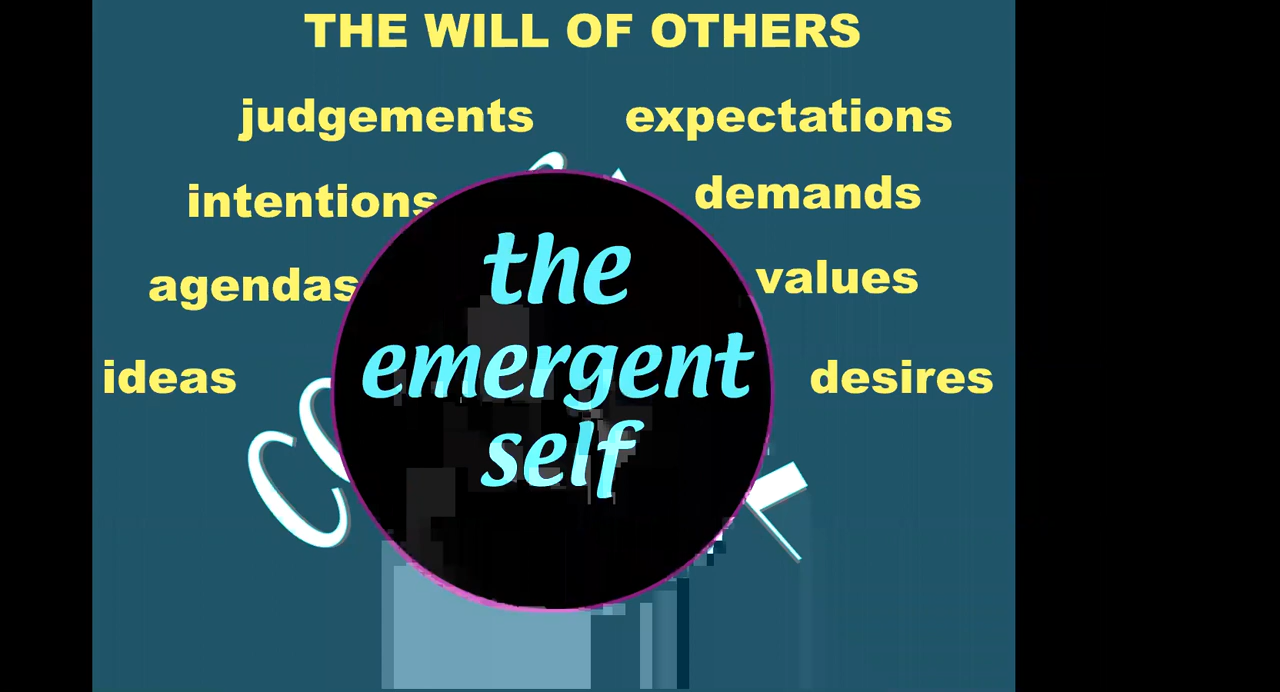 THE WILL OF OTHERS
judgements expectations
intentions demands
agendas values
ideas desires
the
emergent
self